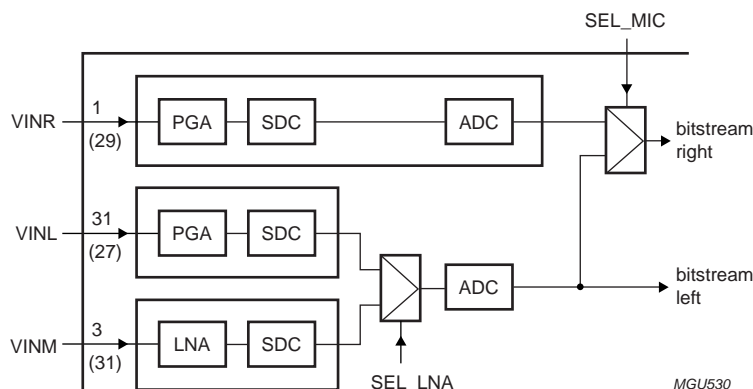 SEL_MIC
VINR
1
(29)
PGA
SDC
ADC
bitstream
right
VINL
31
(27)
PGA
SDC
ADC
bitstream
left
VINM
3
(31)
LNA
SDC
SEL_LNA
MGU530